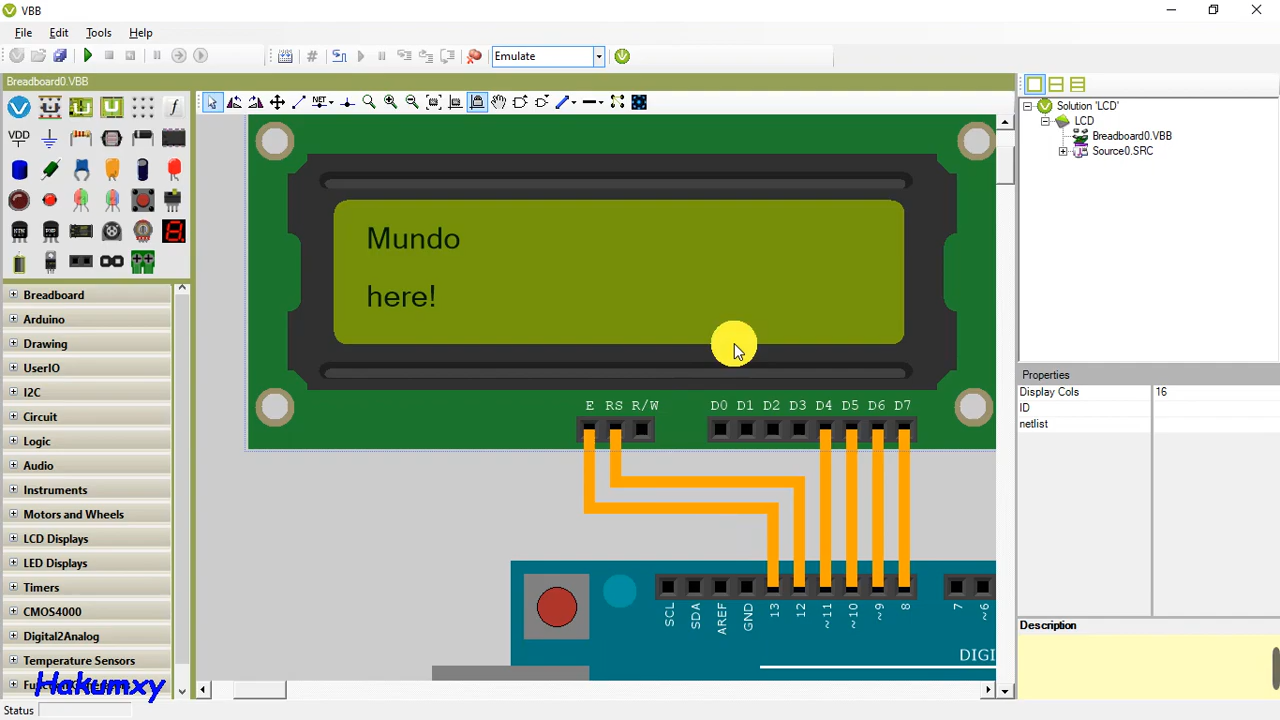 VBB
File Edit Tools Help
Emulate
Breadboard0.VBB
NET
VDD
Solution 'LCD'
LCD
Breadboard0.VBB
Source0.SRC
Mundo
here!
Breadboard
Arduino
Drawing
UserIO
I2C
Circuit
Logic
Audio
Instruments
Motors and Wheels
LCD Displays
LED Displays
Timers
CMOS4000
Digital2Analog
Temperature Sensors
Hakumxy
Status
E RS R/W D0 D1 D2 D3 D4 D5 D6 D7
SCL SDA AREF GND 13 12 ~11 ~10 ~9 8 7 ~6
DIGI
Properties
Display Cols 16
ID
netlist
Description